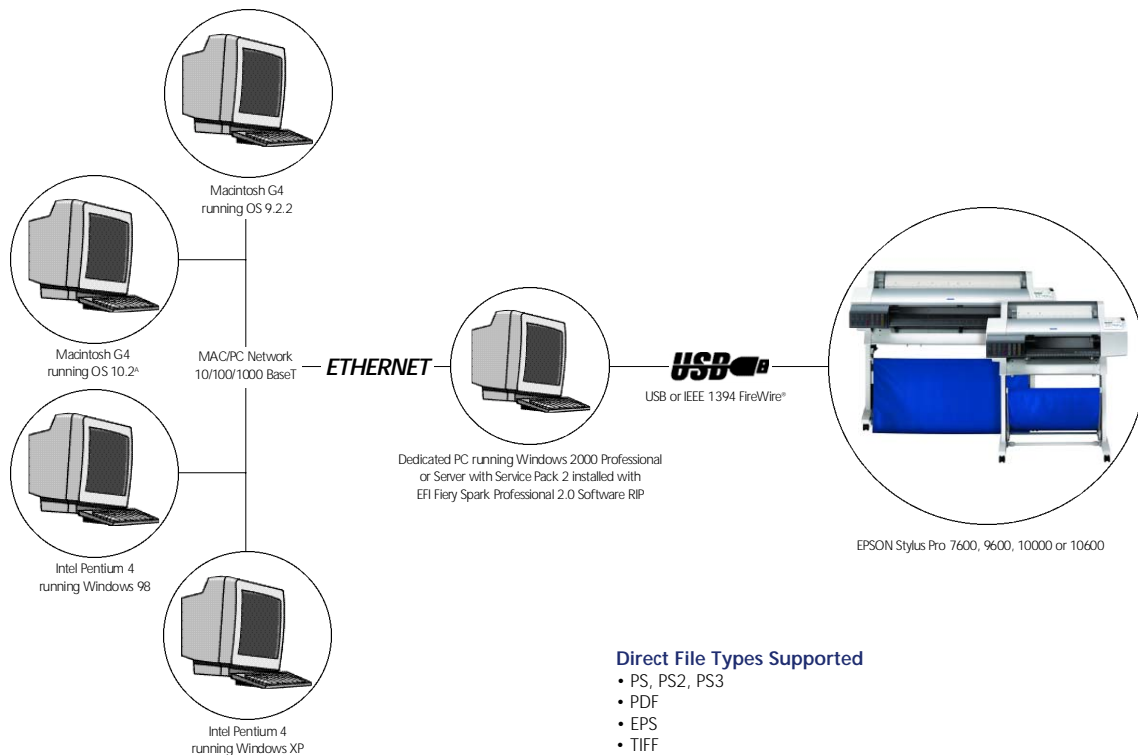 Macintosh G4
running OS 9.2.2
Macintosh G4
running OS 10.2ᴬ
MAC/PC Network
10/100/1000 BaseT
ETHERNET
USB
USB or IEEE 1394 FireWire®
Dedicated PC running Windows 2000 Professional
or Server with Service Pack 2 installed with
EFI Fiery Spark Professional 2.0 Software RIP
EPSON Stylus Pro 7600, 9600, 10000 or 10600
Intel Pentium 4
running Windows 98
Intel Pentium 4
running Windows XP
Direct File Types Supported
• PS, PS2, PS3
• PDF
• EPS
• TIFF